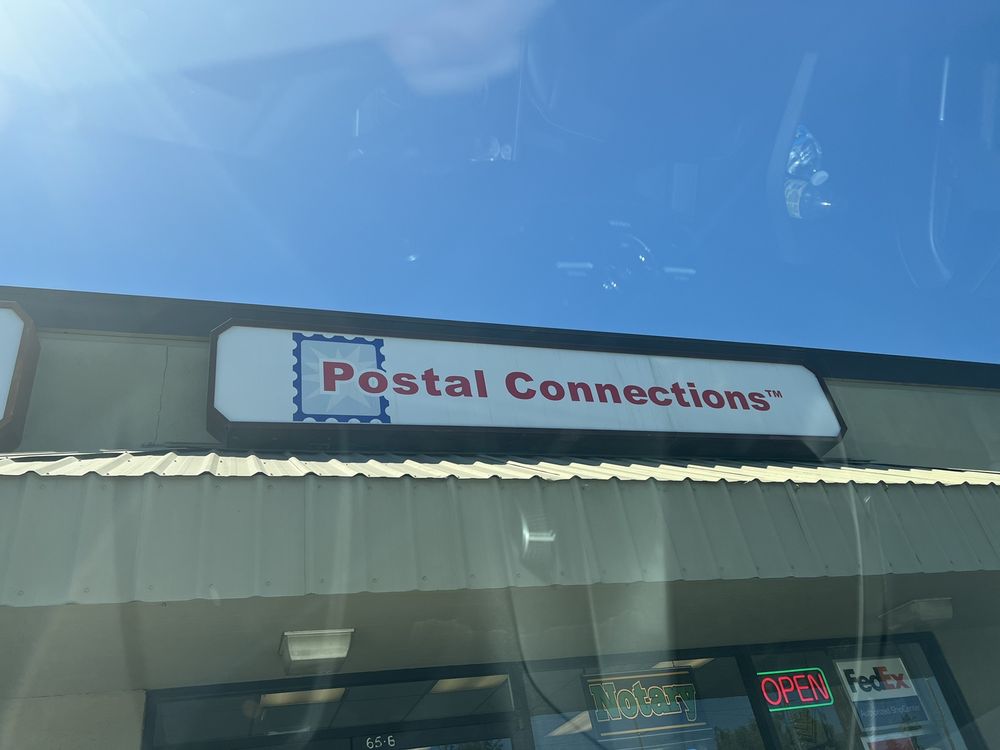 Postal Connections™
Notary
OPEN
FedEx
65-6